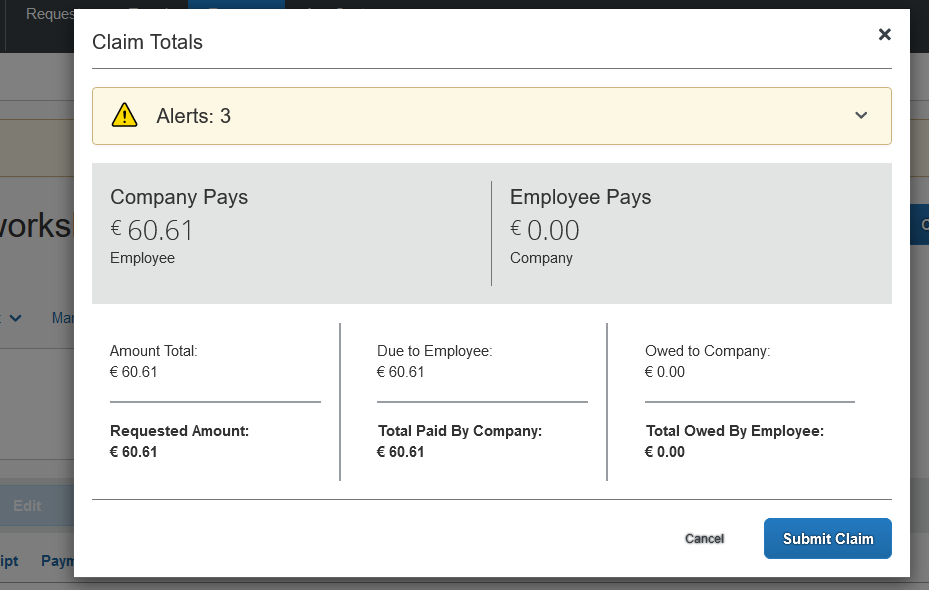 Claim Totals
Alerts: 3
Company Pays
€ 60.61
Employee
Employee Pays
€ 0.00
Company
Amount Total:
€ 60.61
Requested Amount:
€ 60.61
Due to Employee:
€ 60.61
Total Paid By Company:
€ 60.61
Owed to Company:
€ 0.00
Total Owed By Employee:
€ 0.00
Cancel
Submit Claim
Edit